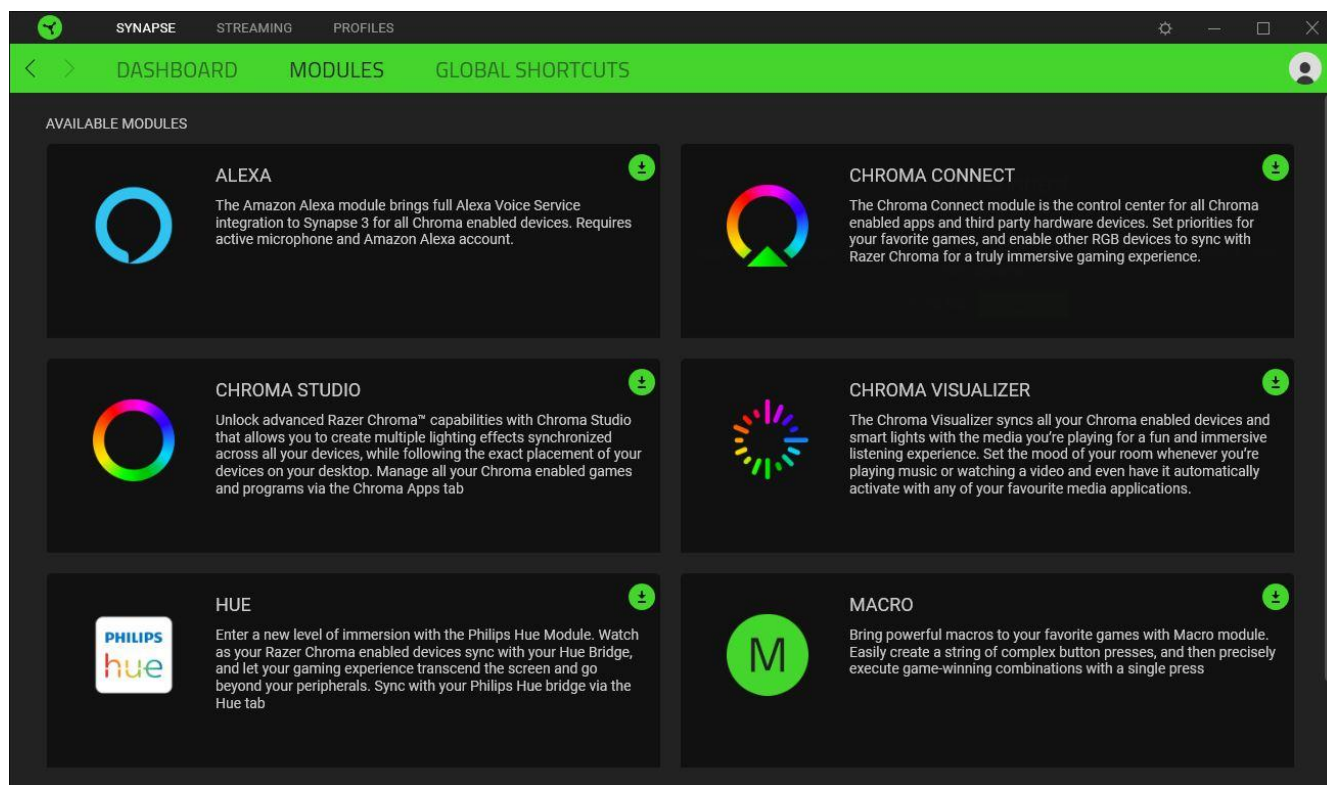 SYNAPSE STREAMING PROFILES
DASHBOARD MODULES GLOBAL SHORTCUTS
AVAILABLE MODULES
ALEXA
The Amazon Alexa module brings full Alexa Voice Service
integration to Synapse 3 for all Chroma enabled devices. Requires
active microphone and Amazon Alexa account.
CHROMA CONNECT
The Chroma Connect module is the control center for all Chroma
enabled apps and third party hardware devices. Set priorities for
your favorite games, and enable other RGB devices to sync with
Razer Chroma for a truly immersive gaming experience.
CHROMA STUDIO
Unlock advanced Razer Chroma™ capabilities with Chroma Studio
that allows you to create multiple lighting effects synchronized
across all your devices, while following the exact placement of your
devices on your desktop. Manage all your Chroma enabled games
and programs via the Chroma Apps tab
CHROMA VISUALIZER
The Chroma Visualizer syncs all your Chroma enabled devices and
smart lights with the media you're playing for a fun and immersive
listening experience. Set the mood of your room whenever you're
playing music or watching a video and even have it automatically
activate with any of your favourite media applications.
PHILIPS
hue
HUE
Enter a new level of immersion with the Philips Hue Module. Watch
as your Razer Chroma enabled devices sync with your Hue Bridge,
and let your gaming experience transcend the screen and go
beyond your peripherals. Sync with your Philips Hue bridge via the
Hue tab
M
MACRO
Bring powerful macros to your favorite games with Macro module.
Easily create a string of complex button presses, and then precisely
execute game-winning combinations with a single press